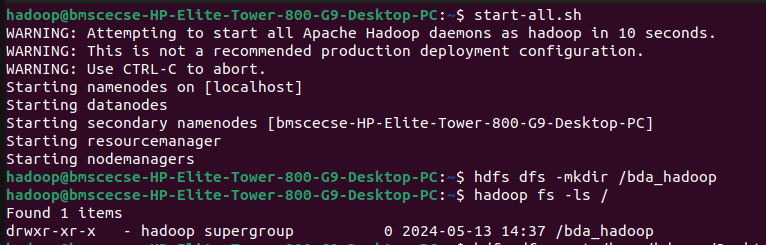 hadoop@bmscecse-HP-Elite-Tower-800-G9-Desktop-PC:~$ start-all.sh
WARNING: Attempting to start all Apache Hadoop daemons as hadoop in 10 seconds.
WARNING: This is not a recommended production deployment configuration.
WARNING: Use CTRL-C to abort.
Starting namenodes on [localhost]
Starting datanodes
Starting secondary namenodes [bmscecse-HP-Elite-Tower-800-G9-Desktop-PC]
Starting resourcemanager
Starting nodemanagers
hadoop@bmscecse-HP-Elite-Tower-800-G9-Desktop-PC:~$ hdfs dfs -mkdir /bda_hadoop
hadoop@bmscecse-HP-Elite-Tower-800-G9-Desktop-PC:~$ hadoop fs -ls /
Found 1 items
drwxr-xr-x   - hadoop supergroup          0 2024-05-13 14:37 /bda_hadoop